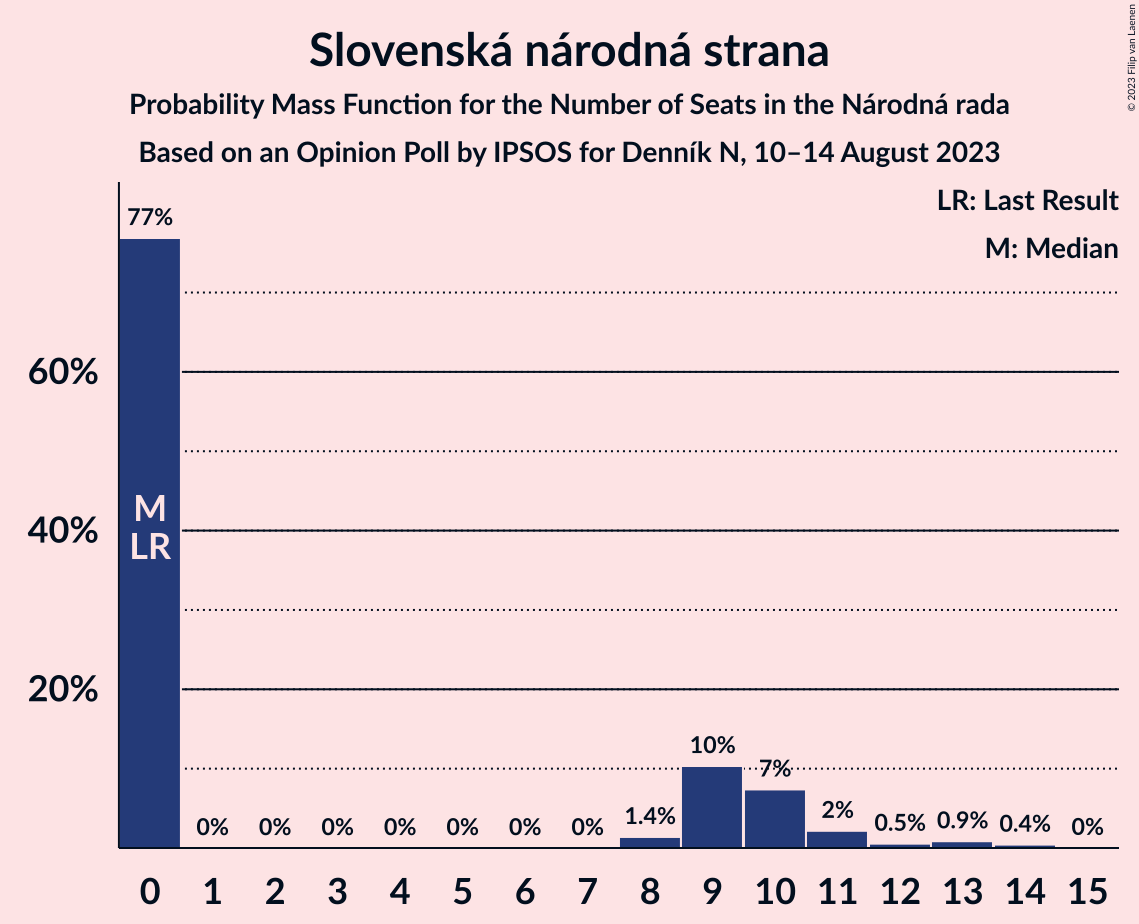 Slovenská národná strana
Probability Mass Function for the Number of Seats in the Národná rada
Based on an Opinion Poll by IPSOS for Denník N, 10–14 August 2023
© 2023 Filip van Laenen
LR: Last Result
M: Median
77%
60%
40%
20%
M
LR
0% 0% 0% 0% 0% 0% 0% 1.4% 10% 7% 2% 0.5% 0.9% 0.4% 0%
0 1 2 3 4 5 6 7 8 9 10 11 12 13 14 15